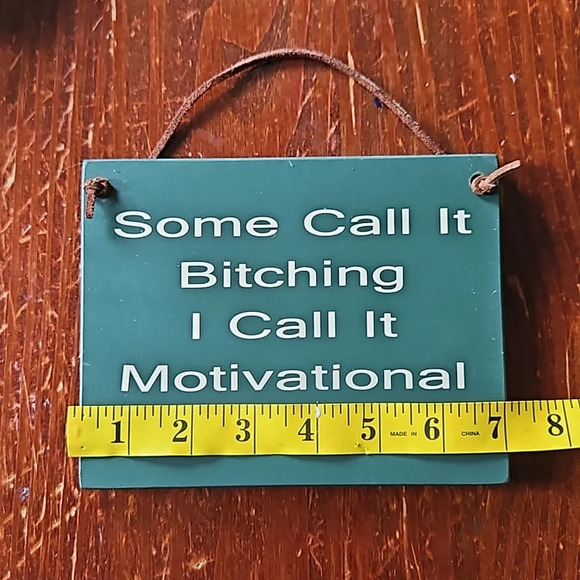 Some Call It
Bitching
I Call It
Motivational
1 2 3 4 5 MADE IN 6 CHINA 7 8